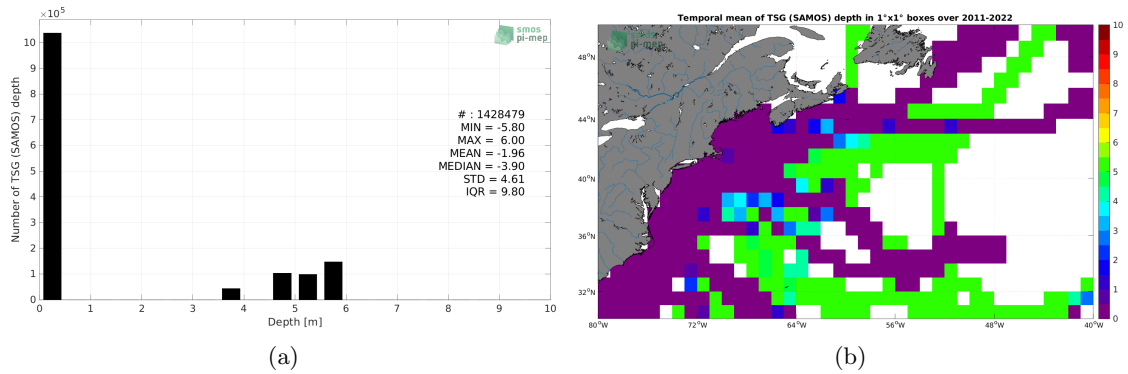 ×10⁵
10
9
8
7
6
5
4
3
2
1
0
Number of TSG (SAMOS) depth
smos
pi-mep
# : 1428479
MIN = -5.80
MAX = 6.00
MEAN = -1.96
MEDIAN = -3.90
STD = 4.61
IQR = 9.80
0 1 2 3 4 5 6 7 8 9 10
Depth [m]
(a)
Temporal mean of TSG (SAMOS) depth in 1°x1° boxes over 2011-2022
smos
pi-mep
48°N
44°N
40°N
36°N
32°N
80°W 72°W 64°W 56°W 48°W 40°W
10
9
8
7
6
5
4
3
2
1
0
(b)